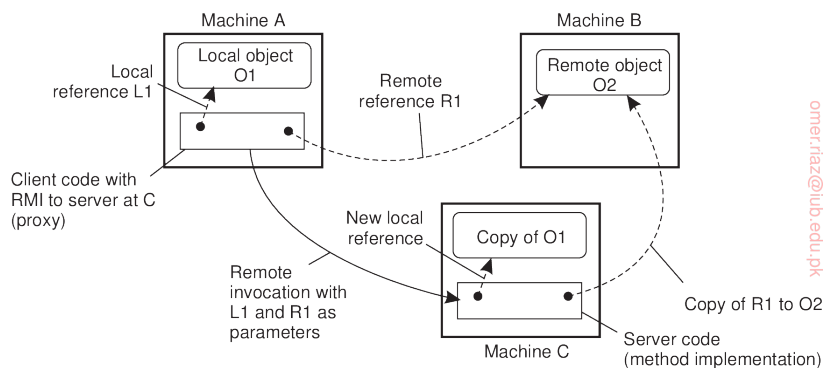 Machine A
Machine B
Local object
O1
Remote object
O2
Local
reference L1
Remote
reference R1
Client code with
RMI to server at C
(proxy)
New local
reference
Copy of O1
Remote
invocation with
L1 and R1 as
parameters
Copy of R1 to O2
Server code
(method implementation)
Machine C
omer.riaz@iub.edu.pk